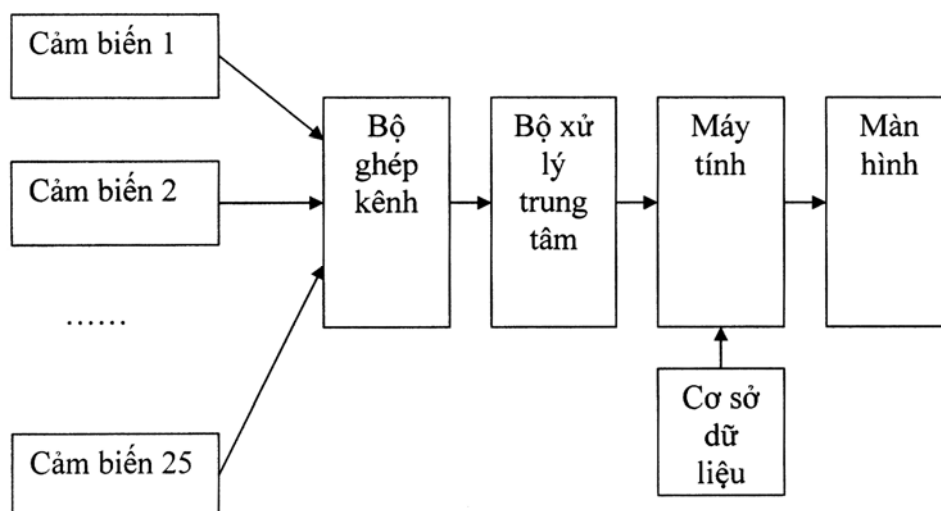 Cảm biến 1
Cảm biến 2
......
Cảm biến 25
Bộ
ghép
kênh
Bộ xử
lý
trung
tâm
Máy
tính
Màn
hình
Cơ sở
dữ
liệu